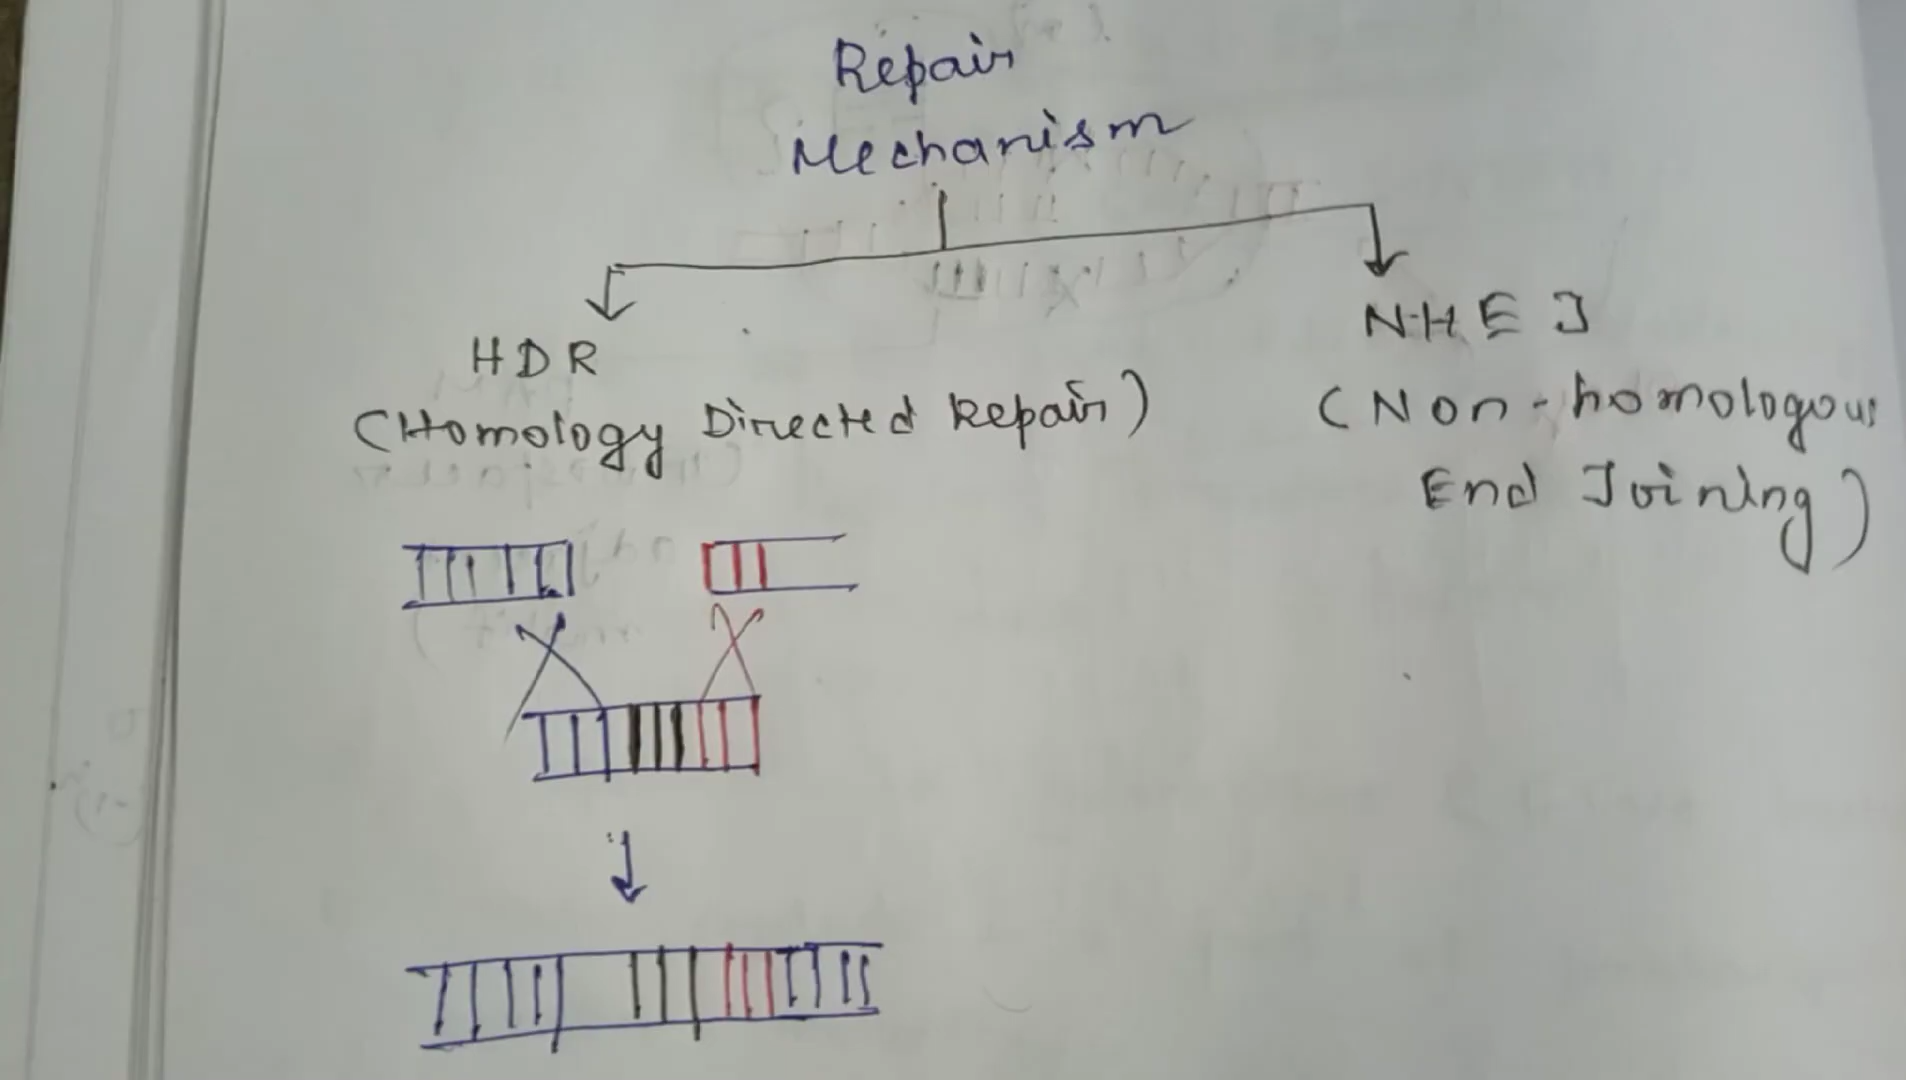 Repair
Mechanism
HDR
(Homology Directed Repair)
NHEJ
(Non-homologous
End Joining)